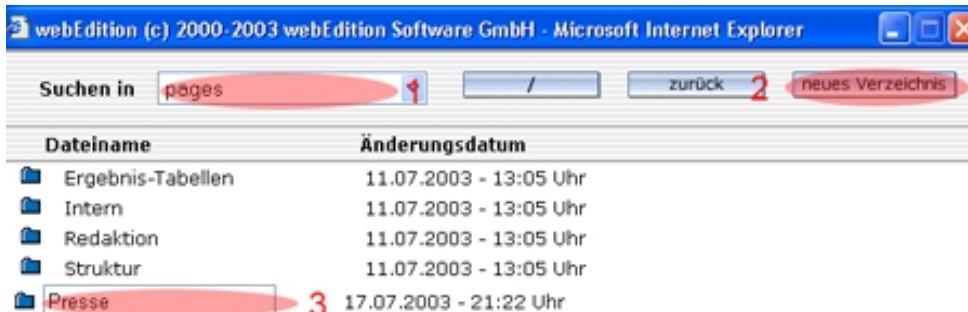 webEdition (c) 2000-2003 webEdition Software GmbH - Microsoft Internet Explorer
Suchen in pages 1 / zurück 2 neues Verzeichnis
Dateiname Änderungsdatum
Ergebnis-Tabellen 11.07.2003 - 13:05 Uhr
Intern 11.07.2003 - 13:05 Uhr
Redaktion 11.07.2003 - 13:05 Uhr
Struktur 11.07.2003 - 13:05 Uhr
Presse 3 17.07.2003 - 21:22 Uhr